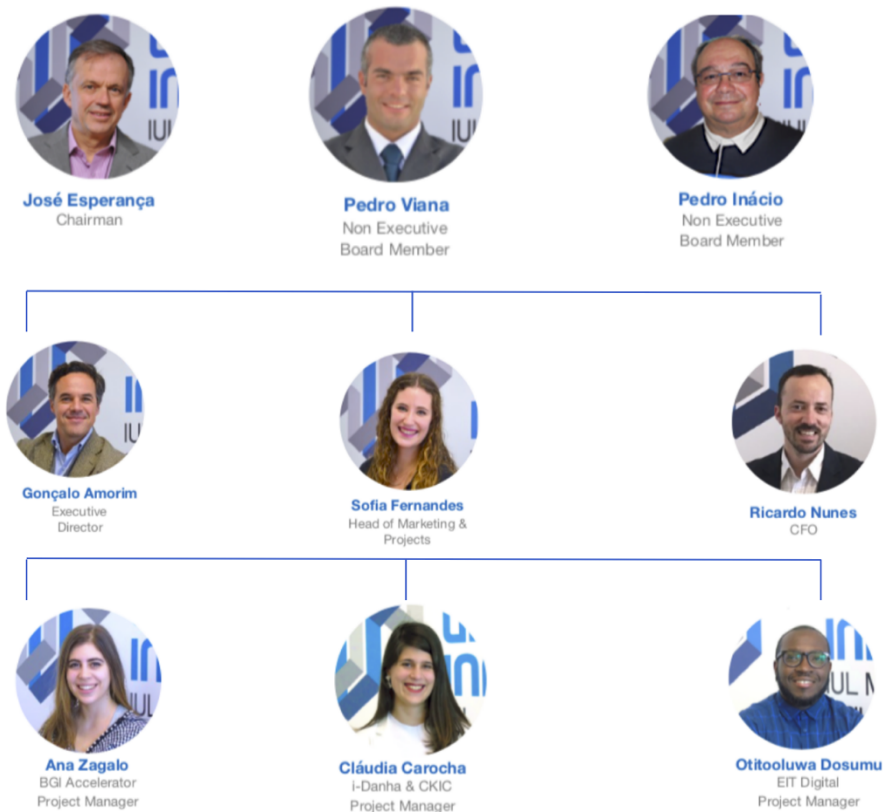 José Esperança
Chairman
Pedro Viana
Non Executive
Board Member
Pedro Inácio
Non Executive
Board Member
Gonçalo Amorim
Executive
Director
Sofia Fernandes
Head of Marketing &
Projects
Ricardo Nunes
CFO
Ana Zagalo
BGI Accelerator
Project Manager
Cláudia Carocha
i-Danha & CKIC
Project Manager
Otitooluwa Dosumu
EIT Digital
Project Manager